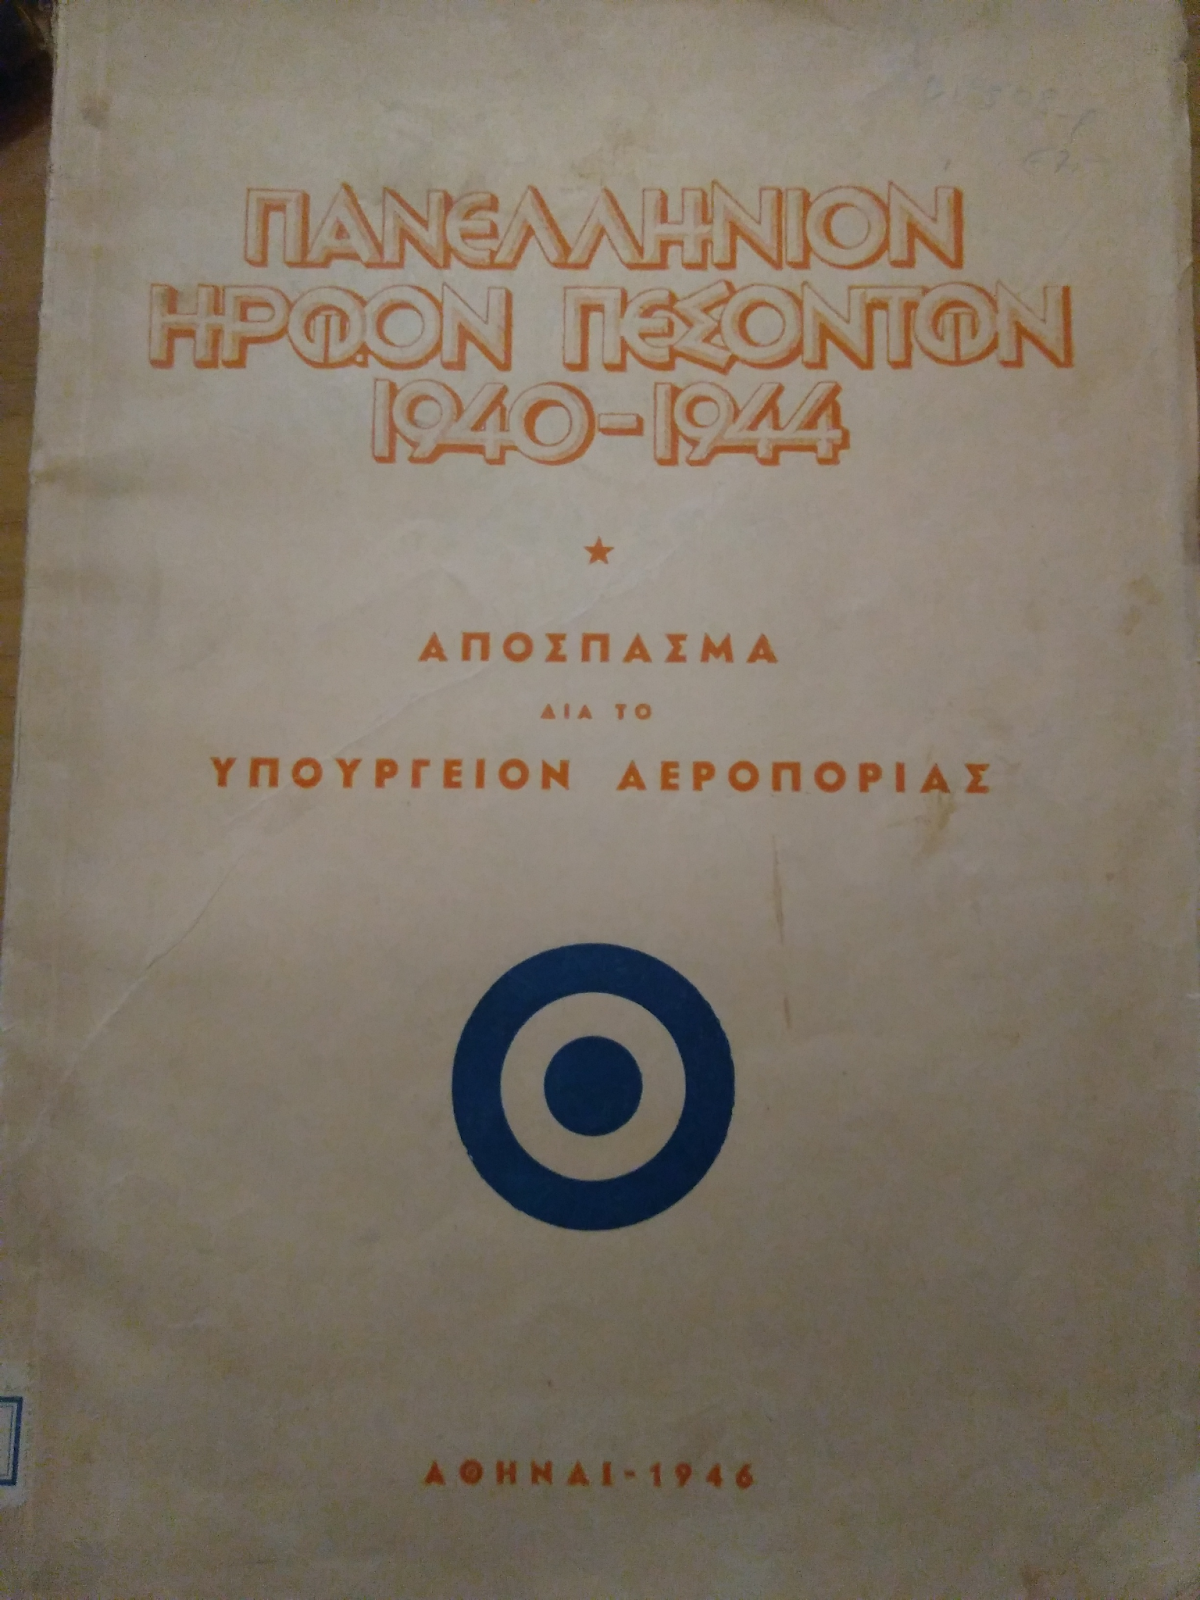 ΠΑΝΕΛΛΗΝΙΟΝ
ΗΡΩΟΝ ΠΕΣΟΝΤΩΝ
1940-1944
ΑΠΟΣΠΑΣΜΑ
ΔΙΑ ΤΟ
ΥΠΟΥΡΓΕΙΟΝ ΑΕΡΟΠΟΡΙΑΣ
ΑΘΗΝΑΙ-1946